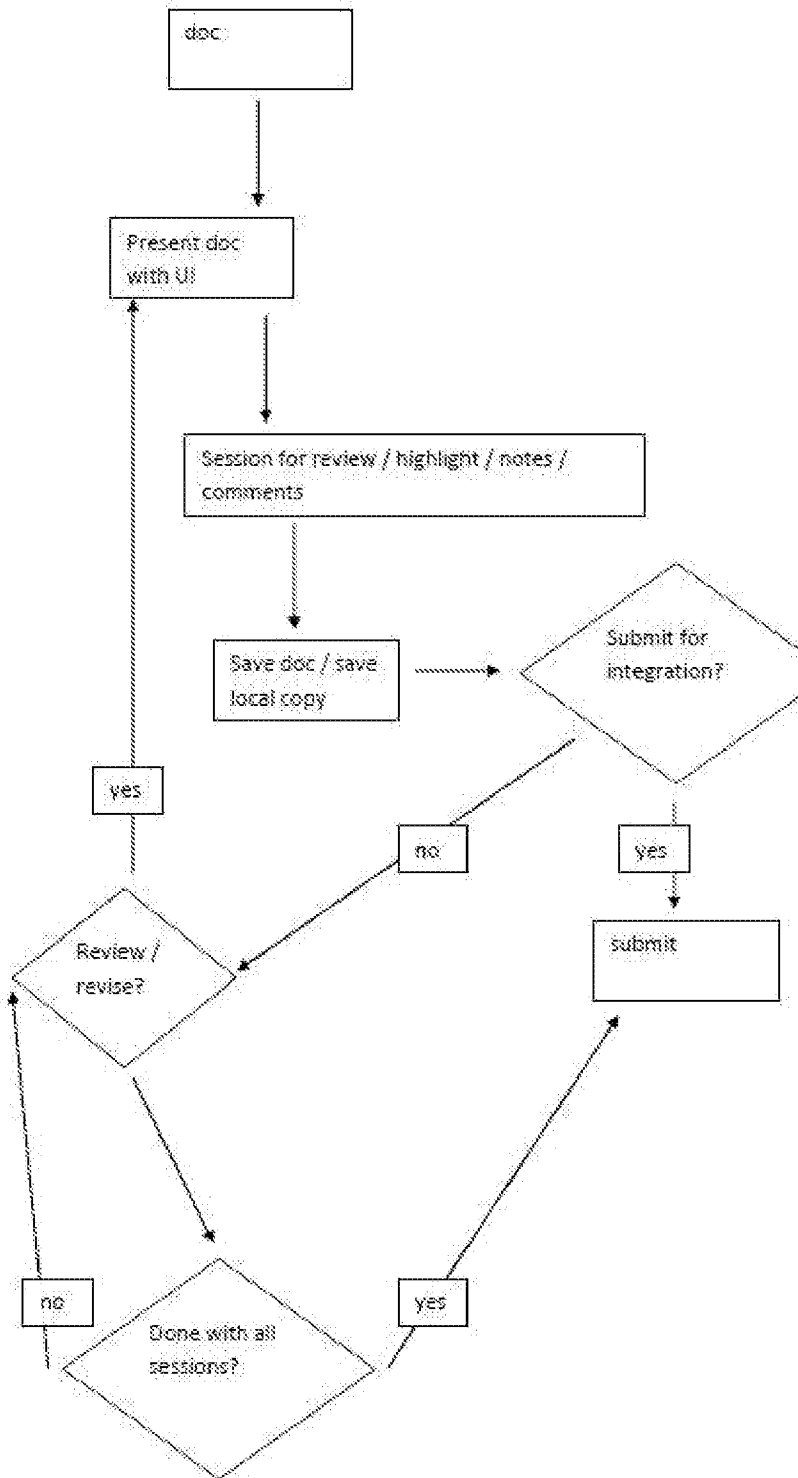 doc
Present doc
with UI
Session for review / highlight / notes /
comments
Save doc / save
local copy
Submit for
integration?
yes
no
yes
Review /
revise?
submit
no
yes
Done with all
sessions?